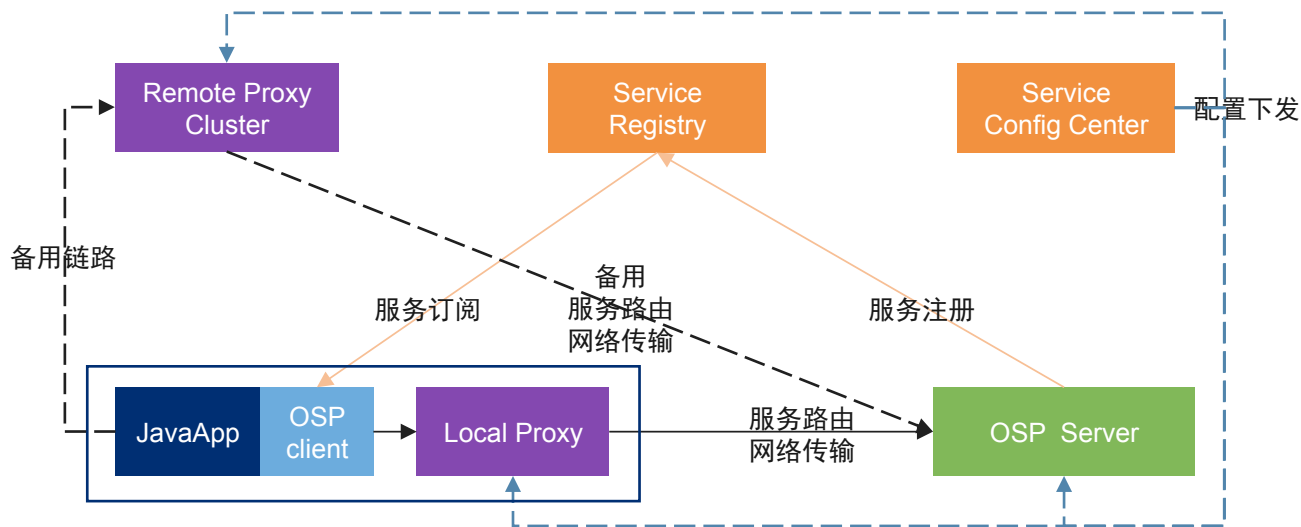 Remote Proxy
Cluster
Service
Registry
Service
Config Center
配置下发
备用链路
备用
服务路由
网络传输
服务订阅
服务注册
JavaApp
OSP
client
Local Proxy
服务路由
网络传输
OSP Server